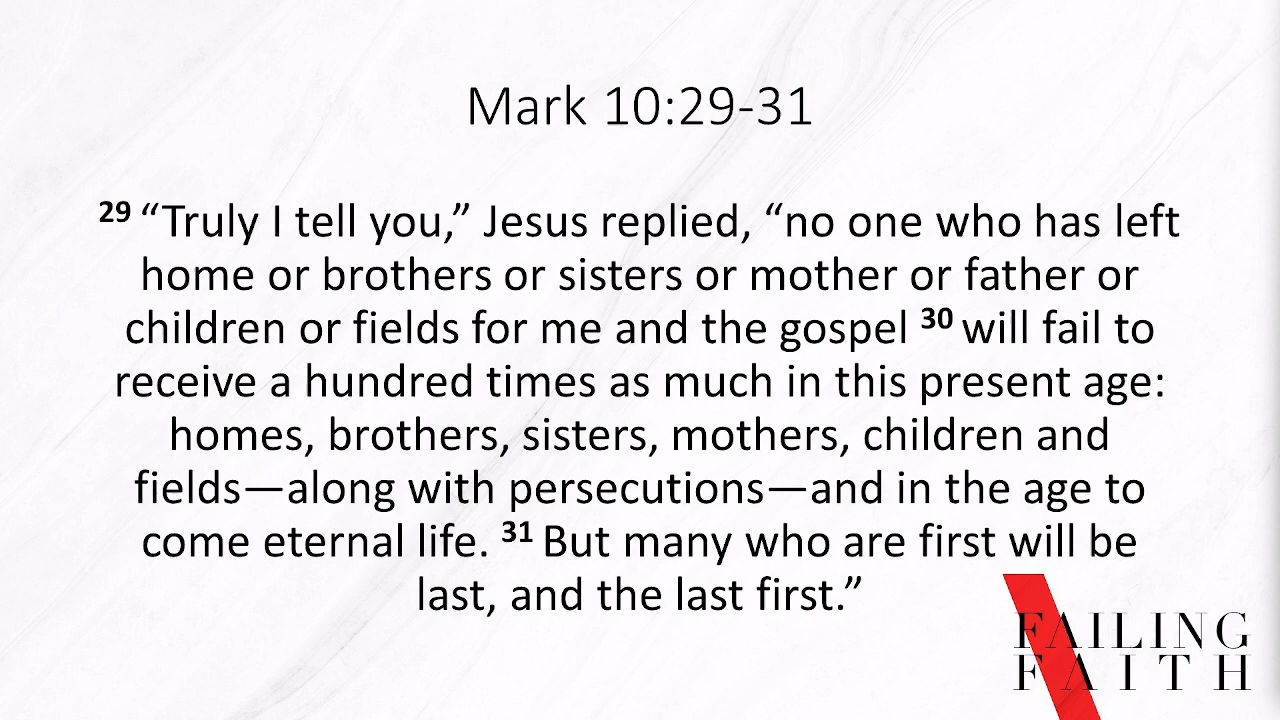 Mark 10:29-31
29 “Truly I tell you,” Jesus replied, “no one who has left
home or brothers or sisters or mother or father or
children or fields for me and the gospel 30 will fail to
receive a hundred times as much in this present age:
homes, brothers, sisters, mothers, children and
fields—along with persecutions—and in the age to
come eternal life. 31 But many who are first will be
last, and the last first.”
FAILING
FAITH